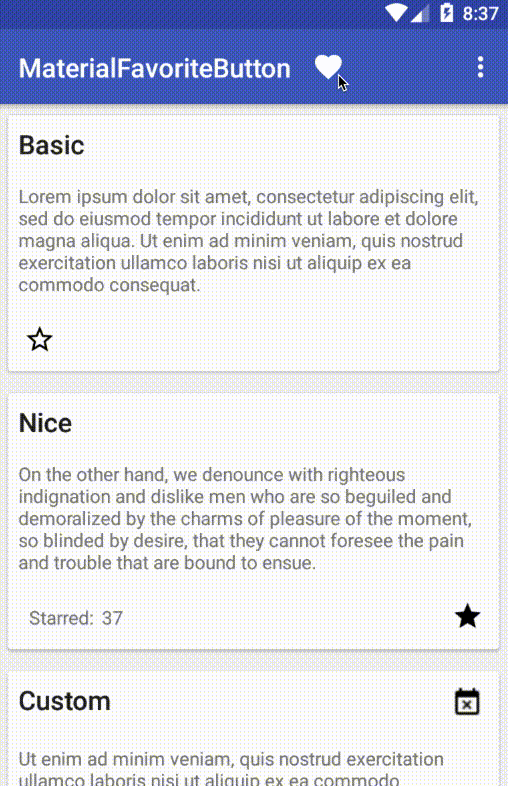 8:37
MaterialFavoriteButton
Basic
Lorem ipsum dolor sit amet, consectetur adipiscing elit,
sed do eiusmod tempor incididunt ut labore et dolore
magna aliqua. Ut enim ad minim veniam, quis nostrud
exercitation ullamco laboris nisi ut aliquip ex ea
commodo consequat.
Nice
On the other hand, we denounce with righteous
indignation and dislike men who are so beguiled and
demoralized by the charms of pleasure of the moment,
so blinded by desire, that they cannot foresee the pain
and trouble that are bound to ensue.
Starred: 37
Custom
Ut enim ad minim veniam, quis nostrud exercitation
ullamco laboris nisi ut aliquip ex ea commodo